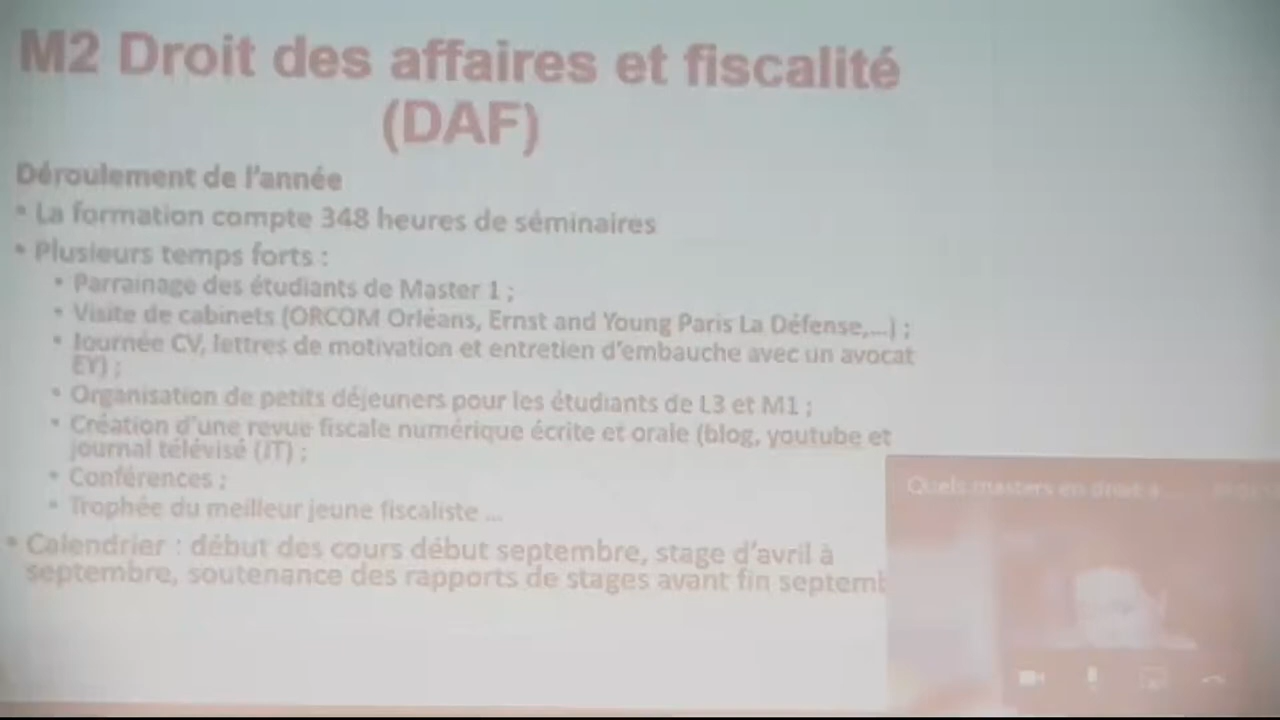 M2 Droit des affaires et fiscalité
(DAF)
Déroulement de l'année
• La formation compte 348 heures de séminaires
• Plusieurs temps forts :
• Parrainage des étudiants de Master 1 ;
• Visite de cabinets (ORCOM Orléans, Ernst and Young Paris La Défense,...) ;
• Journée CV, lettres de motivation et entretien d'embauche avec un avocat
EY) ;
• Organisation de petits déjeuners pour les étudiants de L3 et M1 ;
• Création d'une revue fiscale numérique écrite et orale (blog, youtube et
journal télévisé (JT) ;
• Conférences ;
• Trophée du meilleur jeune fiscaliste ...
• Calendrier : début des cours début septembre, stage d'avril à
septembre, soutenance des rapports de stages avant fin septemb
Quels masters en droit a...